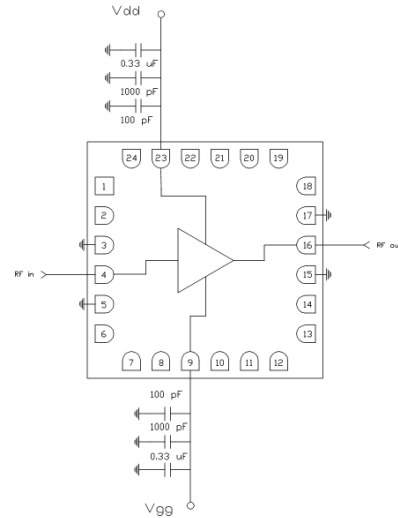 Vdd
0.33 uF
1000 pF
100 pF
24 23 22 21 20 19
1 18
2 17
3 16
RF in 4 RF ou
5 15
6 14
13
7 8 9 10 11 12
100 pF
1000 pF
0.33 uF
Vgg